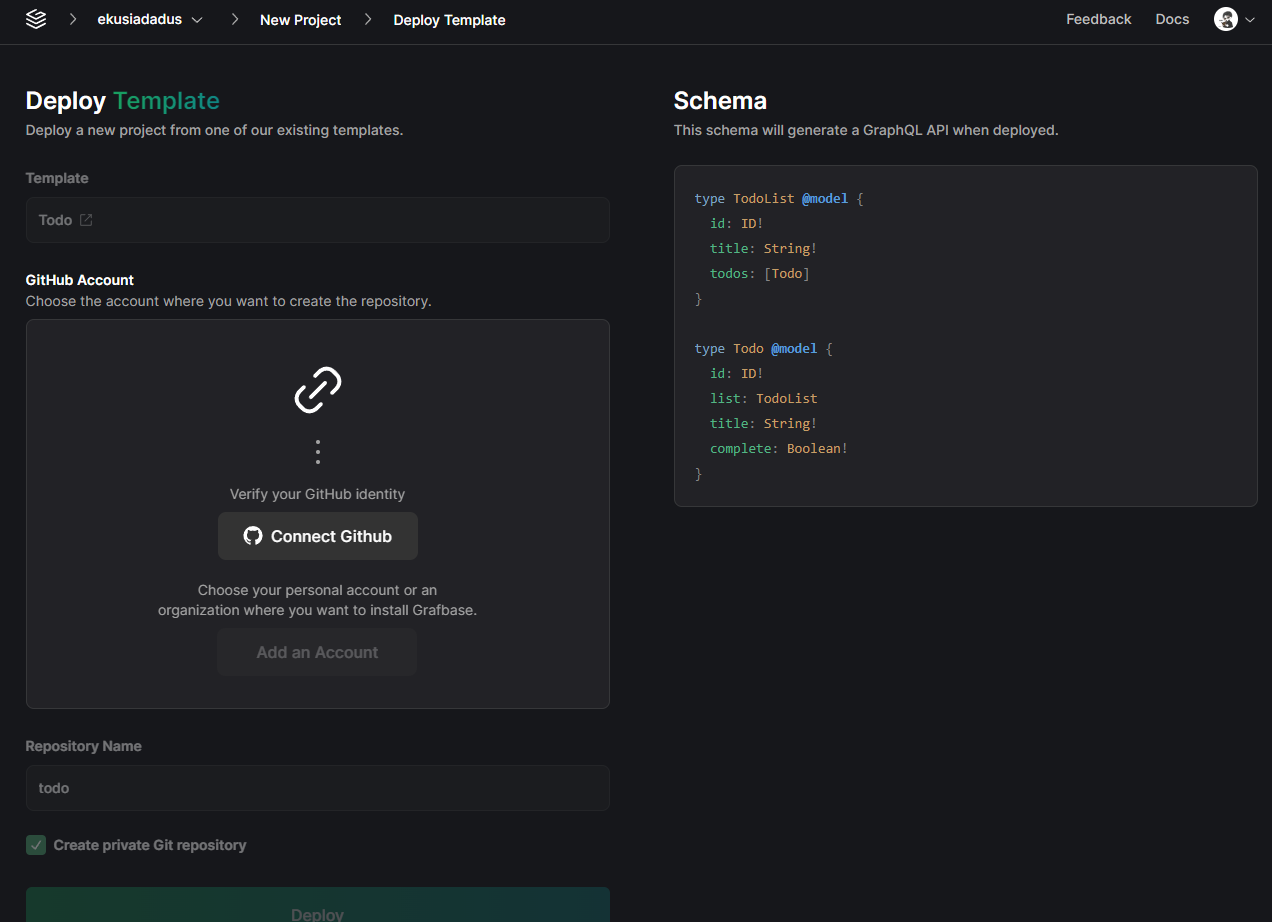 ekusiadadus New Project Deploy Template Feedback Docs
Deploy Template
Deploy a new project from one of our existing templates.
Template
Todo
GitHub Account
Choose the account where you want to create the repository.
Verify your GitHub identity
Connect Github
Choose your personal account or an
organization where you want to install Grafbase.
Add an Account
Repository Name
todo
Create private Git repository
Deploy
Schema
This schema will generate a GraphQL API when deployed.
type TodoList @model {
  id: ID!
  title: String!
  todos: [Todo]
}

type Todo @model {
  id: ID!
  list: TodoList
  title: String!
  complete: Boolean!
}